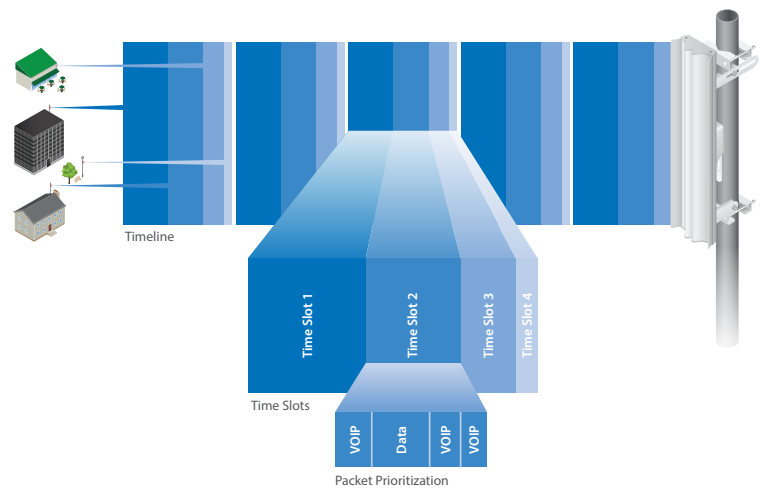 Timeline
Time Slot 1
Time Slot 2
Time Slot 3
Time Slot 4
Time Slots
VOIP
Data
VOIP
VOIP
Packet Prioritization